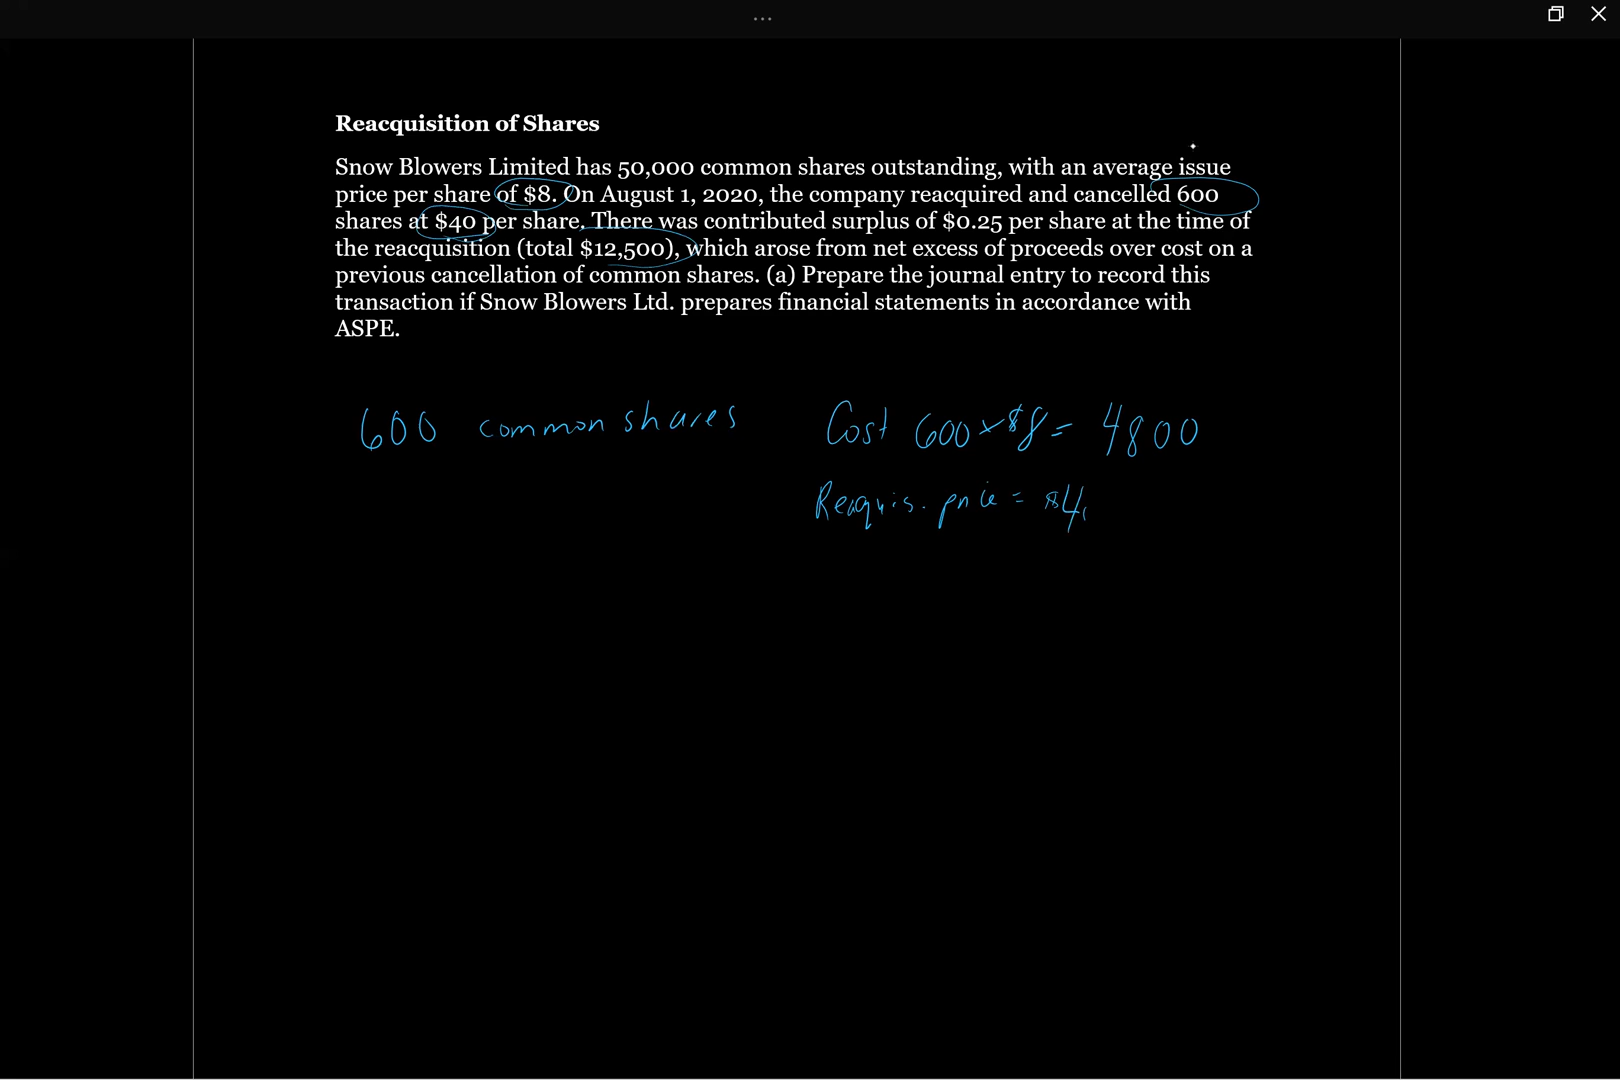 Reacquisition of Shares
Snow Blowers Limited has 50,000 common shares outstanding, with an average issue
price per share of $8. On August 1, 2020, the company reacquired and cancelled 600
shares at $40 per share. There was contributed surplus of $0.25 per share at the time of
the reacquisition (total $12,500), which arose from net excess of proceeds over cost on a
previous cancellation of common shares. (a) Prepare the journal entry to record this
transaction if Snow Blowers Ltd. prepares financial statements in accordance with
ASPE.
600 common shares
Cost 600 x $8 = 4800
Reaquis. price = $4